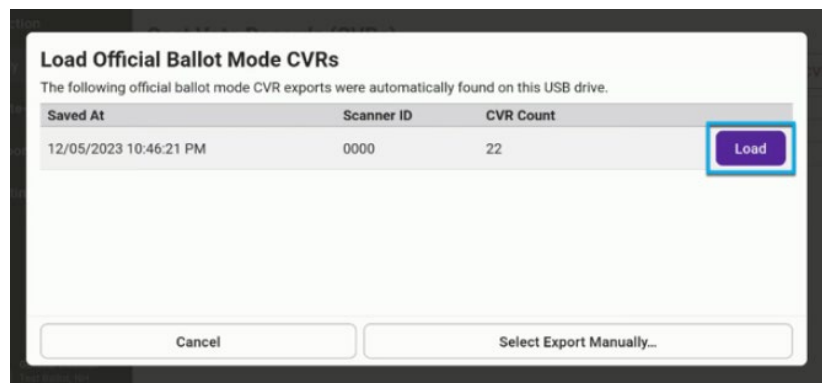 Load Official Ballot Mode CVRs
The following official ballot mode CVR exports were automatically found on this USB drive.
Saved At Scanner ID CVR Count
12/05/2023 10:46:21 PM 0000 22 Load
Cancel Select Export Manually...